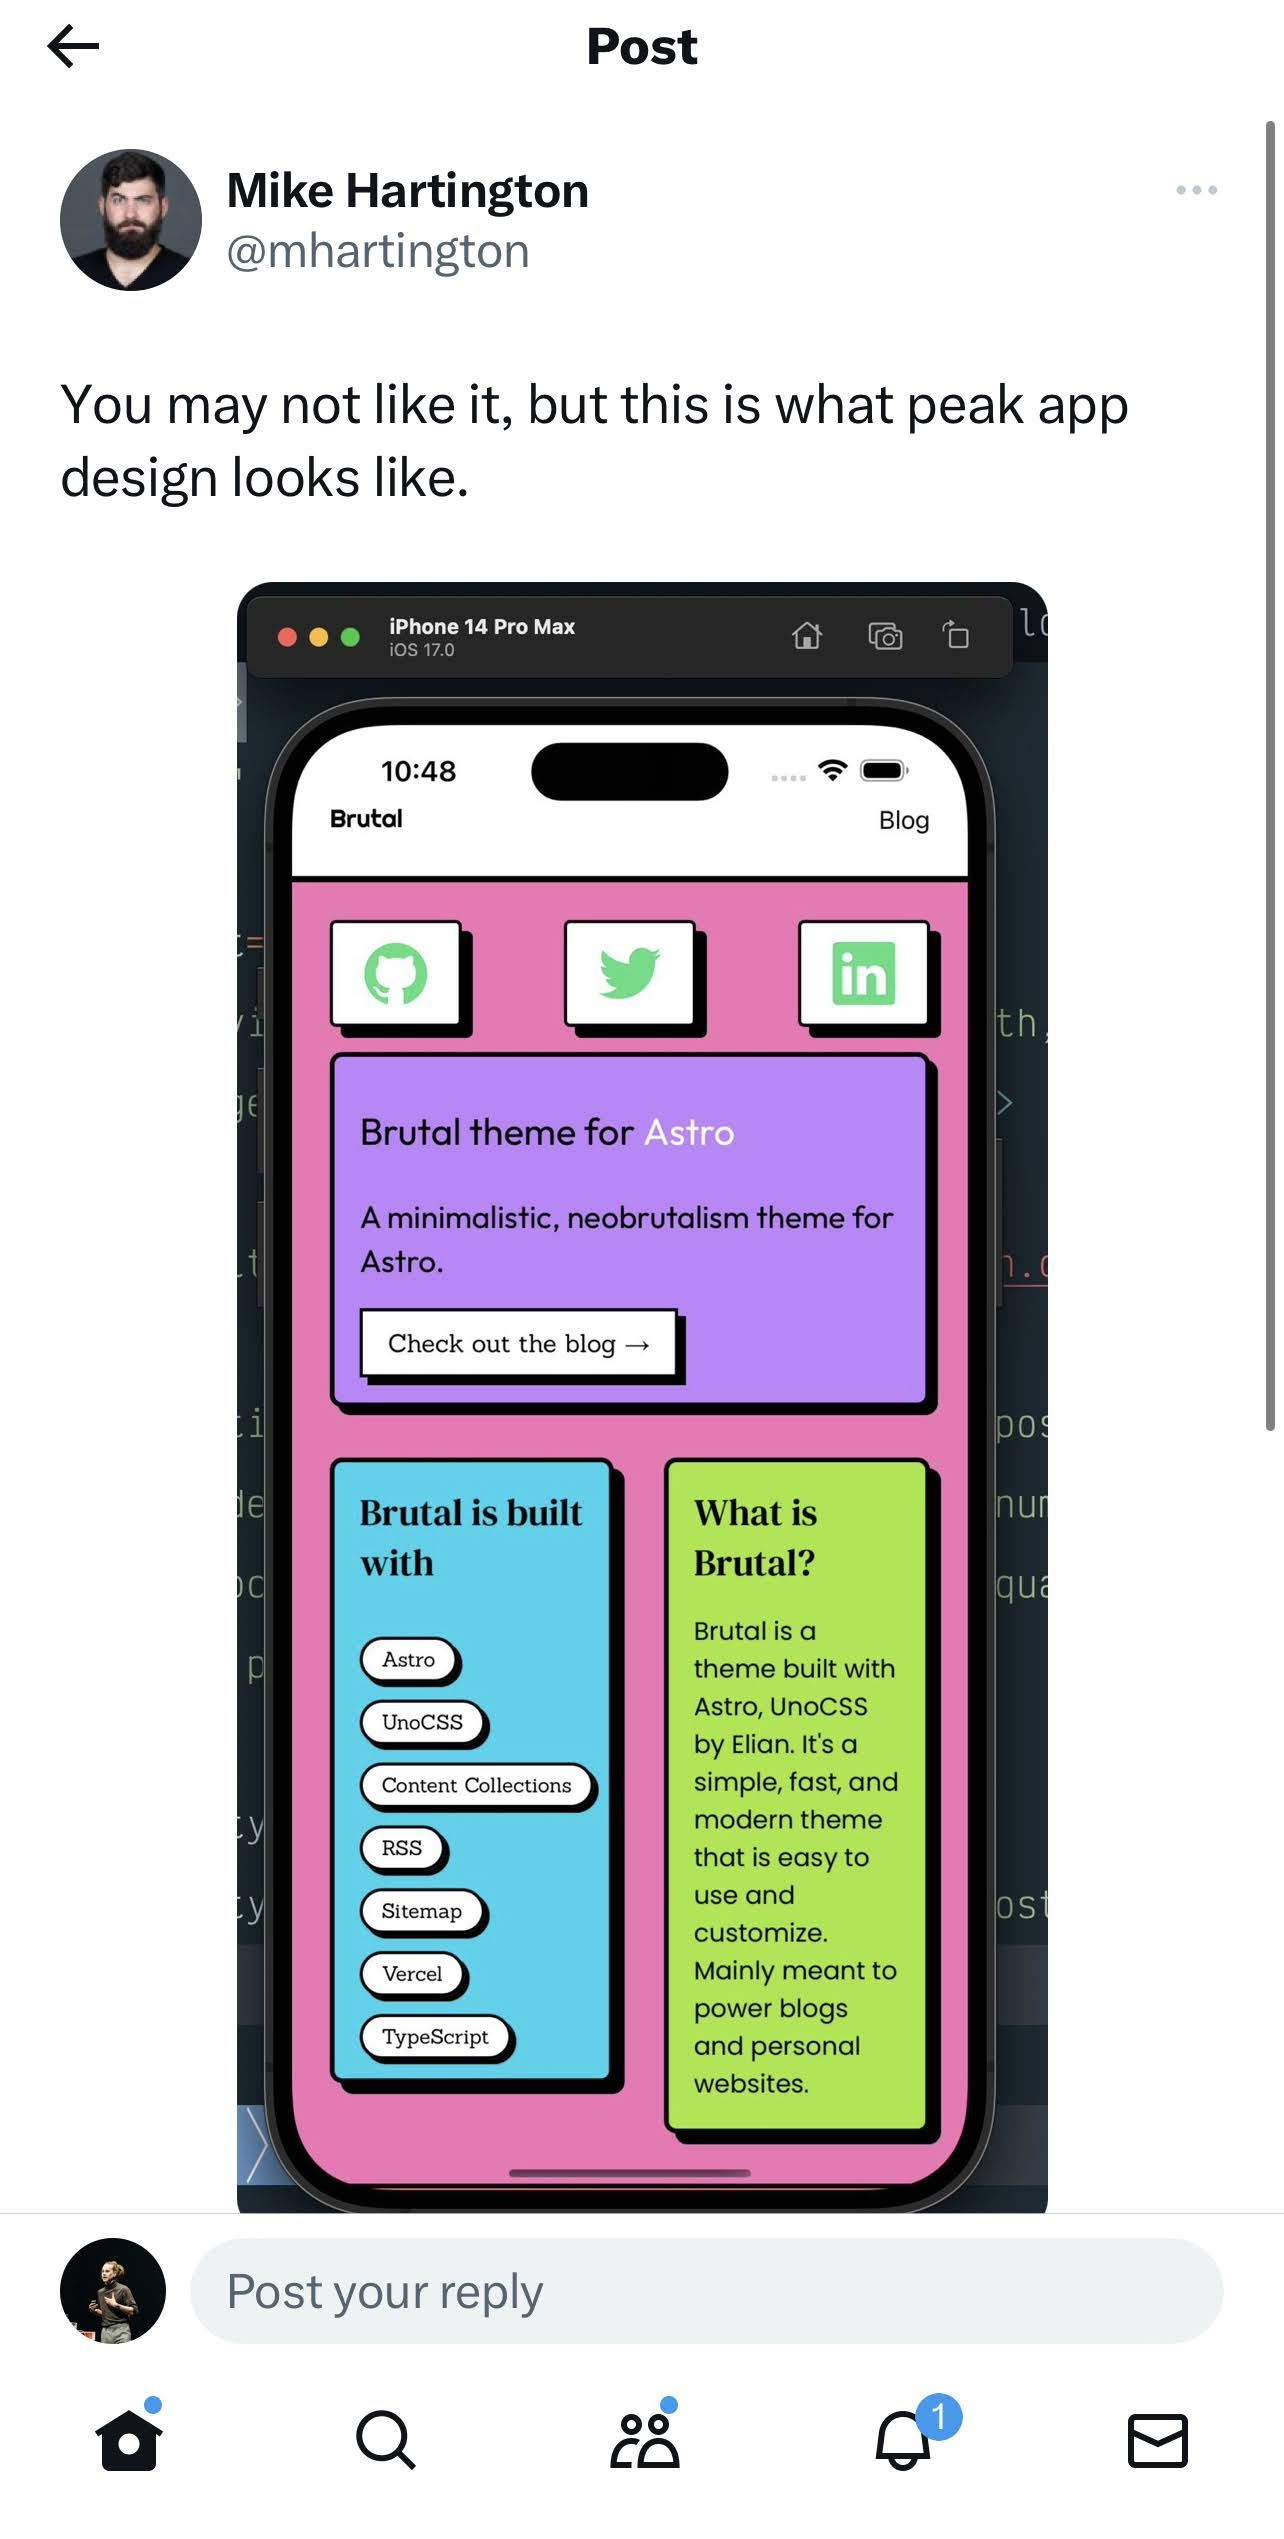 Post
Mike Hartington
@mhartington
You may not like it, but this is what peak app
design looks like.
iPhone 14 Pro Max
iOS 17.0
10:48
Brutal
Blog
in
Brutal theme for Astro
A minimalistic, neobrutalism theme for
Astro.
Check out the blog →
Brutal is built
with
Astro
UnoCSS
Content Collections
RSS
Sitemap
Vercel
TypeScript
What is
Brutal?
Brutal is a
theme built with
Astro, UnoCSS
by Elian. It's a
simple, fast, and
modern theme
that is easy to
use and
customize.
Mainly meant to
power blogs
and personal
websites.
Post your reply
1